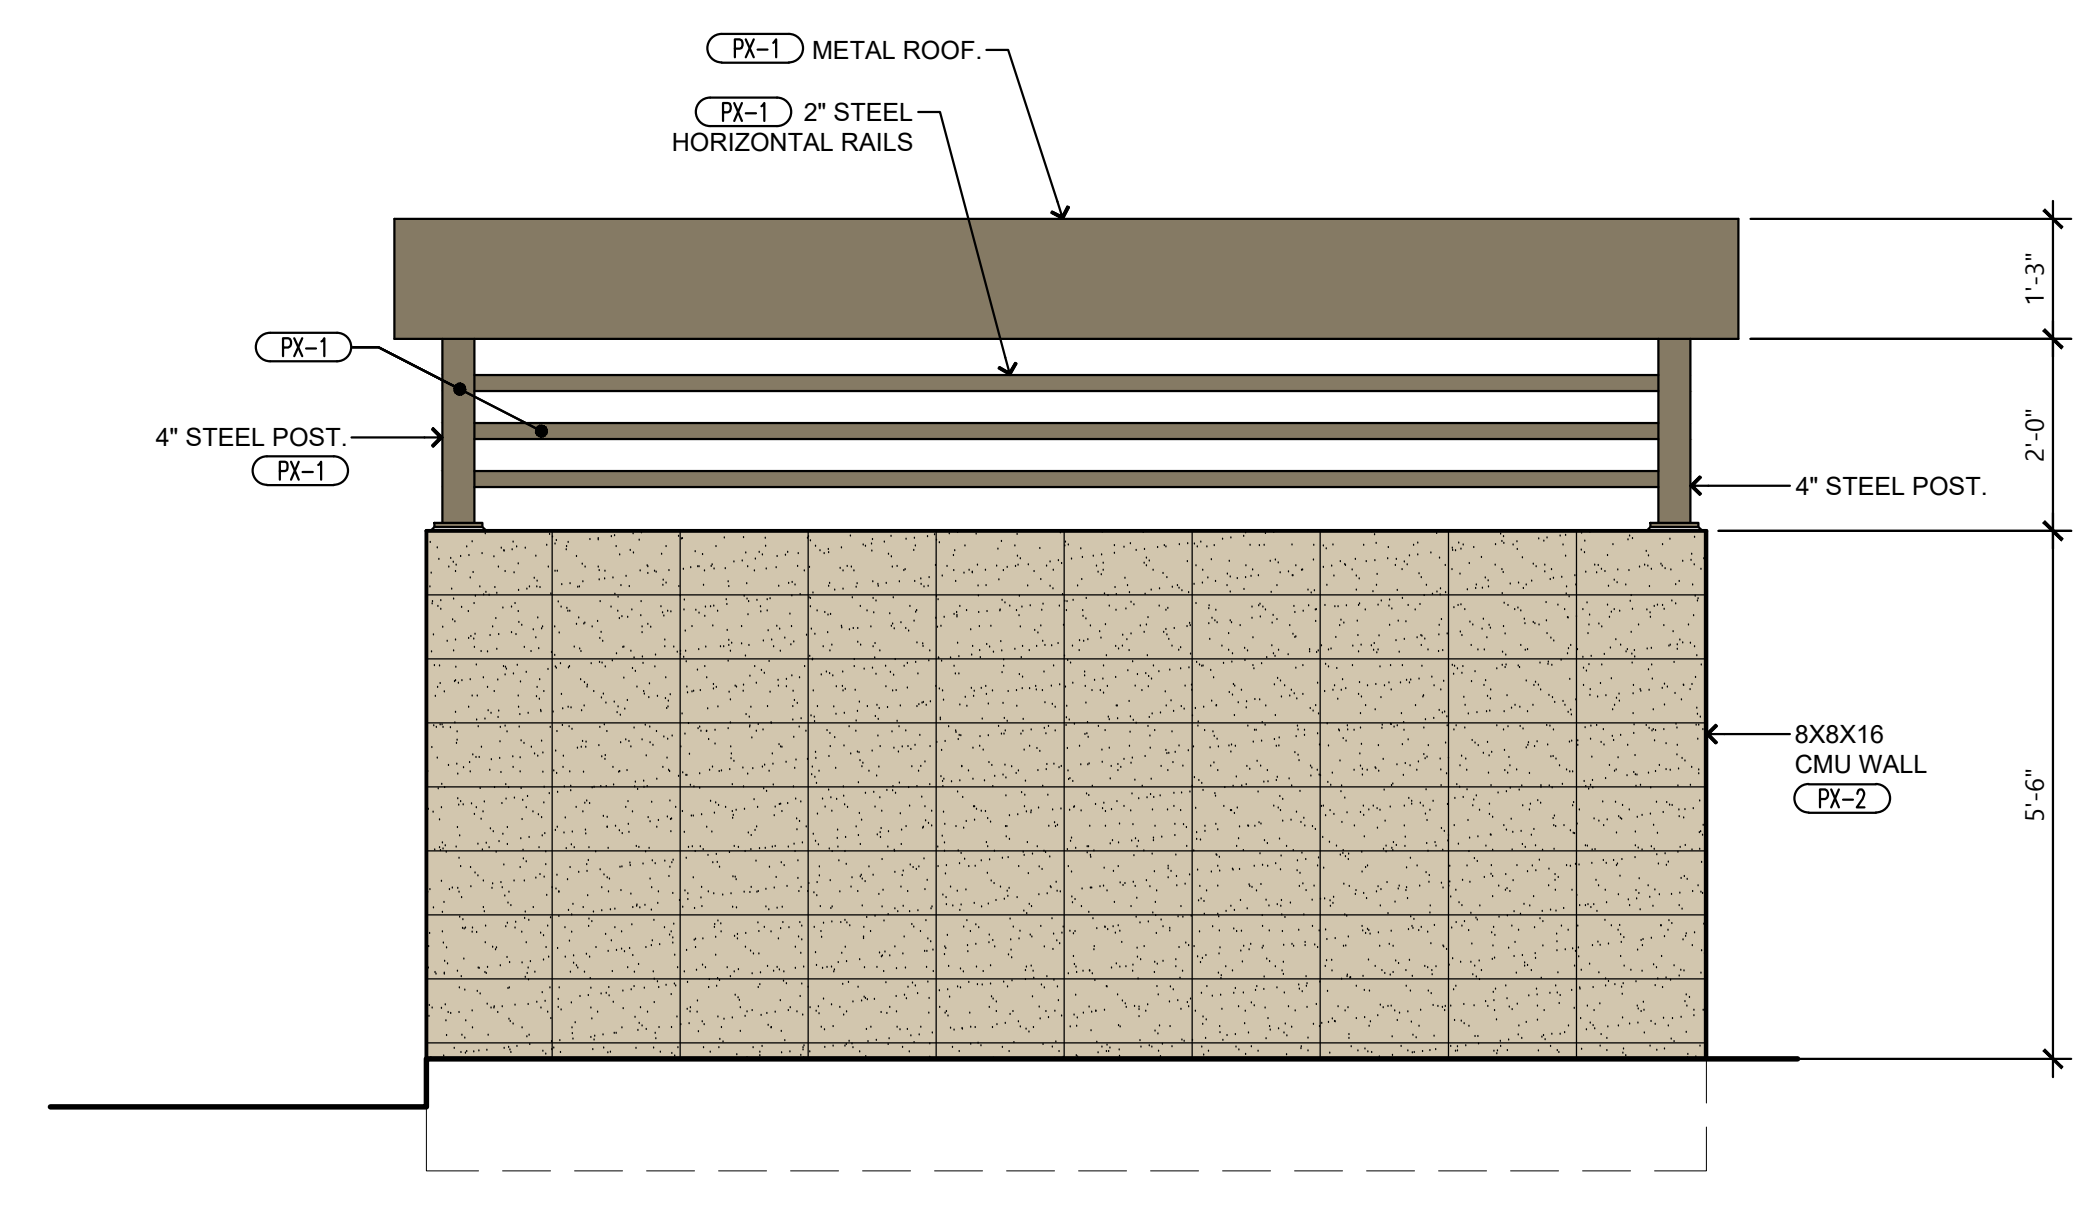 PX-1 METAL ROOF.
PX-1 2" STEEL
HORIZONTAL RAILS
1'-3"
PX-1
2'-0"
4" STEEL POST.
PX-1
4" STEEL POST.
8X8X16
CMU WALL
PX-2
5'-6"